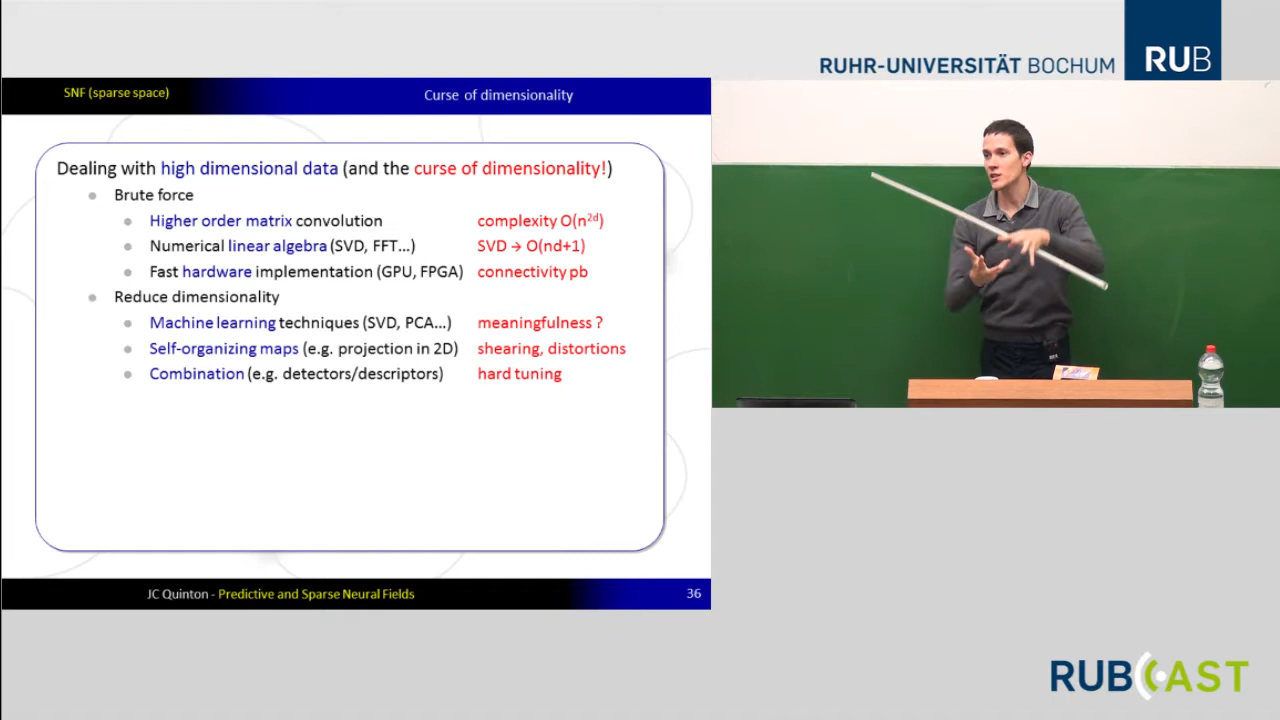 RUHR-UNIVERSITÄT BOCHUM RUB
SNF (sparse space) Curse of dimensionality
Dealing with high dimensional data (and the curse of dimensionality!)
Brute force
Higher order matrix convolution complexity O(n^2d)
Numerical linear algebra (SVD, FFT...) SVD → O(nd+1)
Fast hardware implementation (GPU, FPGA) connectivity pb
Reduce dimensionality
Machine learning techniques (SVD, PCA...) meaningfulness ?
Self-organizing maps (e.g. projection in 2D) shearing, distortions
Combination (e.g. detectors/descriptors) hard tuning
JC Quinton - Predictive and Sparse Neural Fields 36
RUBCAST